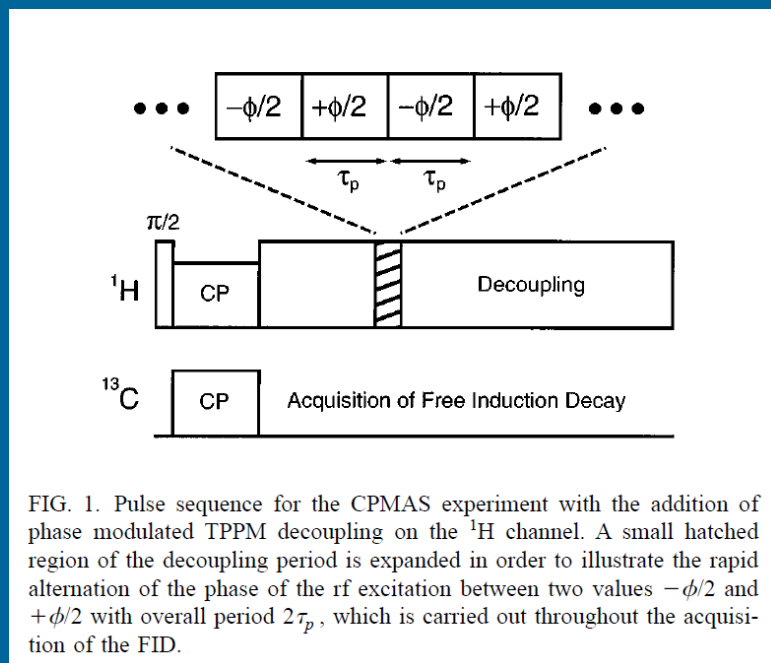 ••• −ϕ/2 +ϕ/2 −ϕ/2 +ϕ/2 •••
τp τp
π/2
¹H CP Decoupling
¹³C CP Acquisition of Free Induction Decay
FIG. 1. Pulse sequence for the CPMAS experiment with the addition of
phase modulated TPPM decoupling on the ¹H channel. A small hatched
region of the decoupling period is expanded in order to illustrate the rapid
alternation of the phase of the rf excitation between two values −ϕ/2 and
+ϕ/2 with overall period 2τp, which is carried out throughout the acquisi-
tion of the FID.